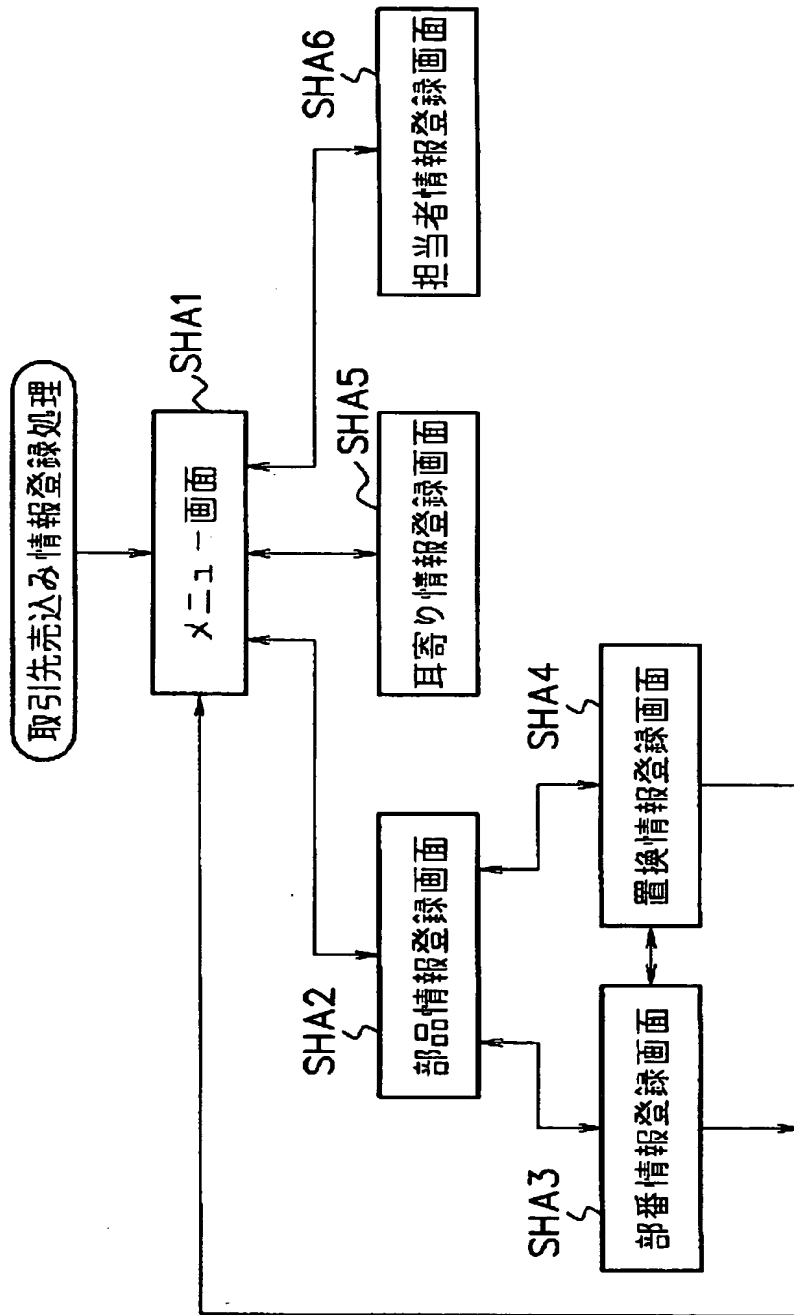 取引先売込み情報登録処理
SHA1
メニュー画面
SHA2
部品情報登録画面
SHA5
耳寄り情報登録画面
SHA6
担当者情報登録画面
SHA3
部番情報登録画面
SHA4
置換情報登録画面